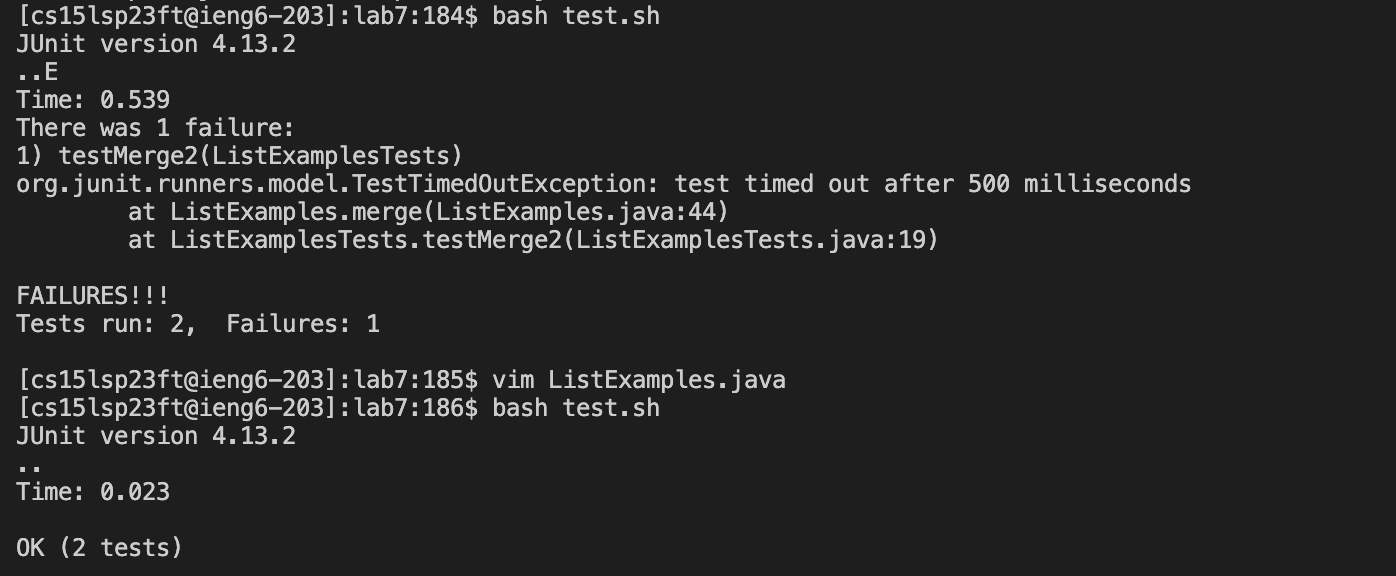 [cs15lsp23ft@ieng6-203]:lab7:184$ bash test.sh
JUnit version 4.13.2
..E
Time: 0.539
There was 1 failure:
1) testMerge2(ListExamplesTests)
org.junit.runners.model.TestTimedOutException: test timed out after 500 milliseconds
        at ListExamples.merge(ListExamples.java:44)
        at ListExamplesTests.testMerge2(ListExamplesTests.java:19)

FAILURES!!!
Tests run: 2,  Failures: 1

[cs15lsp23ft@ieng6-203]:lab7:185$ vim ListExamples.java
[cs15lsp23ft@ieng6-203]:lab7:186$ bash test.sh
JUnit version 4.13.2
..
Time: 0.023

OK (2 tests)